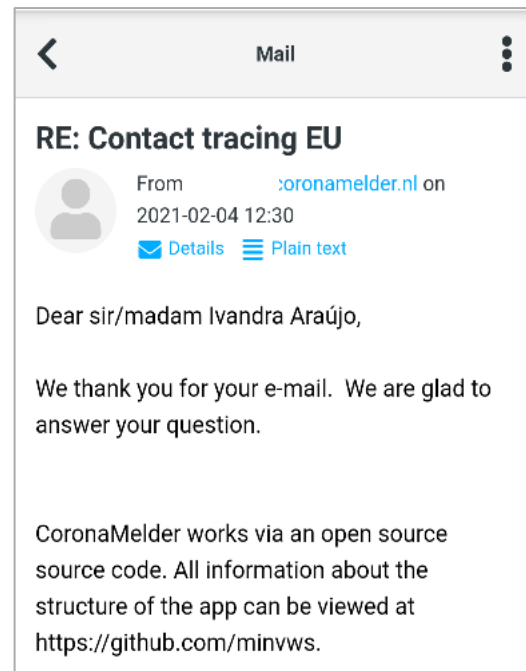 Mail
RE: Contact tracing EU
From coronamelder.nl on
2021-02-04 12:30
Details Plain text
Dear sir/madam Ivandra Araújo,
We thank you for your e-mail.  We are glad to
answer your question.
CoronaMelder works via an open source
source code. All information about the
structure of the app can be viewed at
https://github.com/minvws.